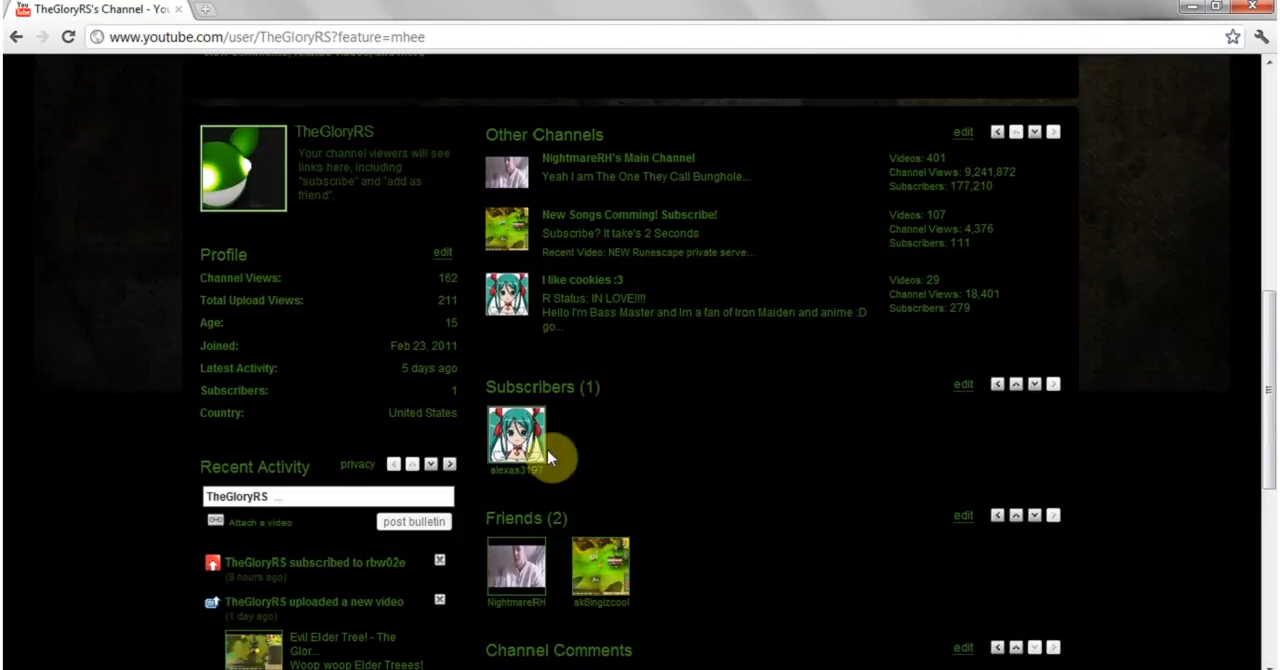 TheGloryRS's Channel - You
www.youtube.com/user/TheGloryRS?feature=mhee
TheGloryRS
Your channel viewers will see
links here, including
"subscribe" and "add as
friend".
Profile
edit
Channel Views: 162
Total Upload Views: 211
Age: 15
Joined: Feb 23, 2011
Latest Activity: 5 days ago
Subscribers: 1
Country: United States
Recent Activity
privacy
TheGloryRS ...
Attach a video
post bulletin
TheGloryRS subscribed to rbw02e
(8 hours ago)
TheGloryRS uploaded a new video
(1 day ago)
Evil Elder Tree! - The
Glor...
Woop woop Elder Treees!
Other Channels
edit
NightmareRH's Main Channel
Yeah I am The One They Call Bunghole...
Videos: 401
Channel Views: 9,241,872
Subscribers: 177,210
New Songs Comming! Subscribe!
Subscribe? It take's 2 Seconds
Recent Video: NEW Runescape private serve...
Videos: 107
Channel Views: 4,376
Subscribers: 111
I like cookies :3
R Status: IN LOVE!!!!
Hello I'm Bass Master and Im a fan of Iron Maiden and anime :D
go...
Videos: 29
Channel Views: 18,401
Subscribers: 279
Subscribers (1)
edit
alexas3197
Friends (2)
edit
NightmareRH
sk8ingizcool
Channel Comments
edit